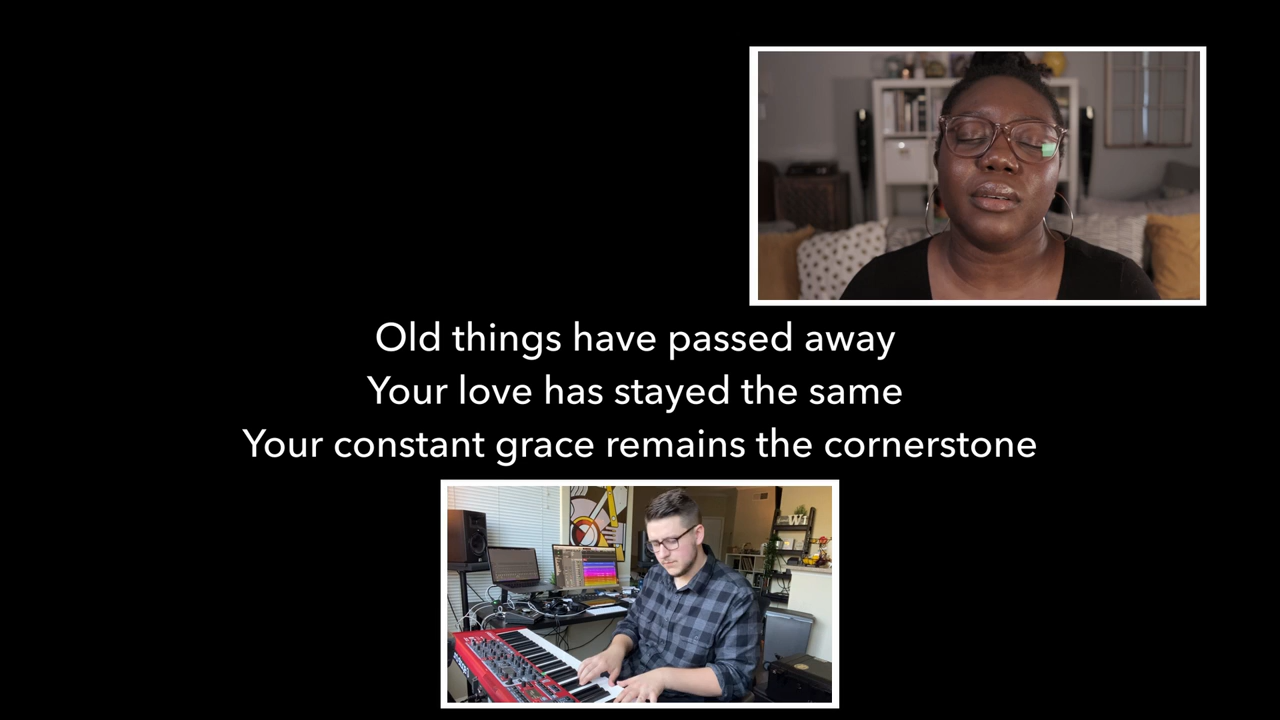 Old things have passed away
Your love has stayed the same
Your constant grace remains the cornerstone